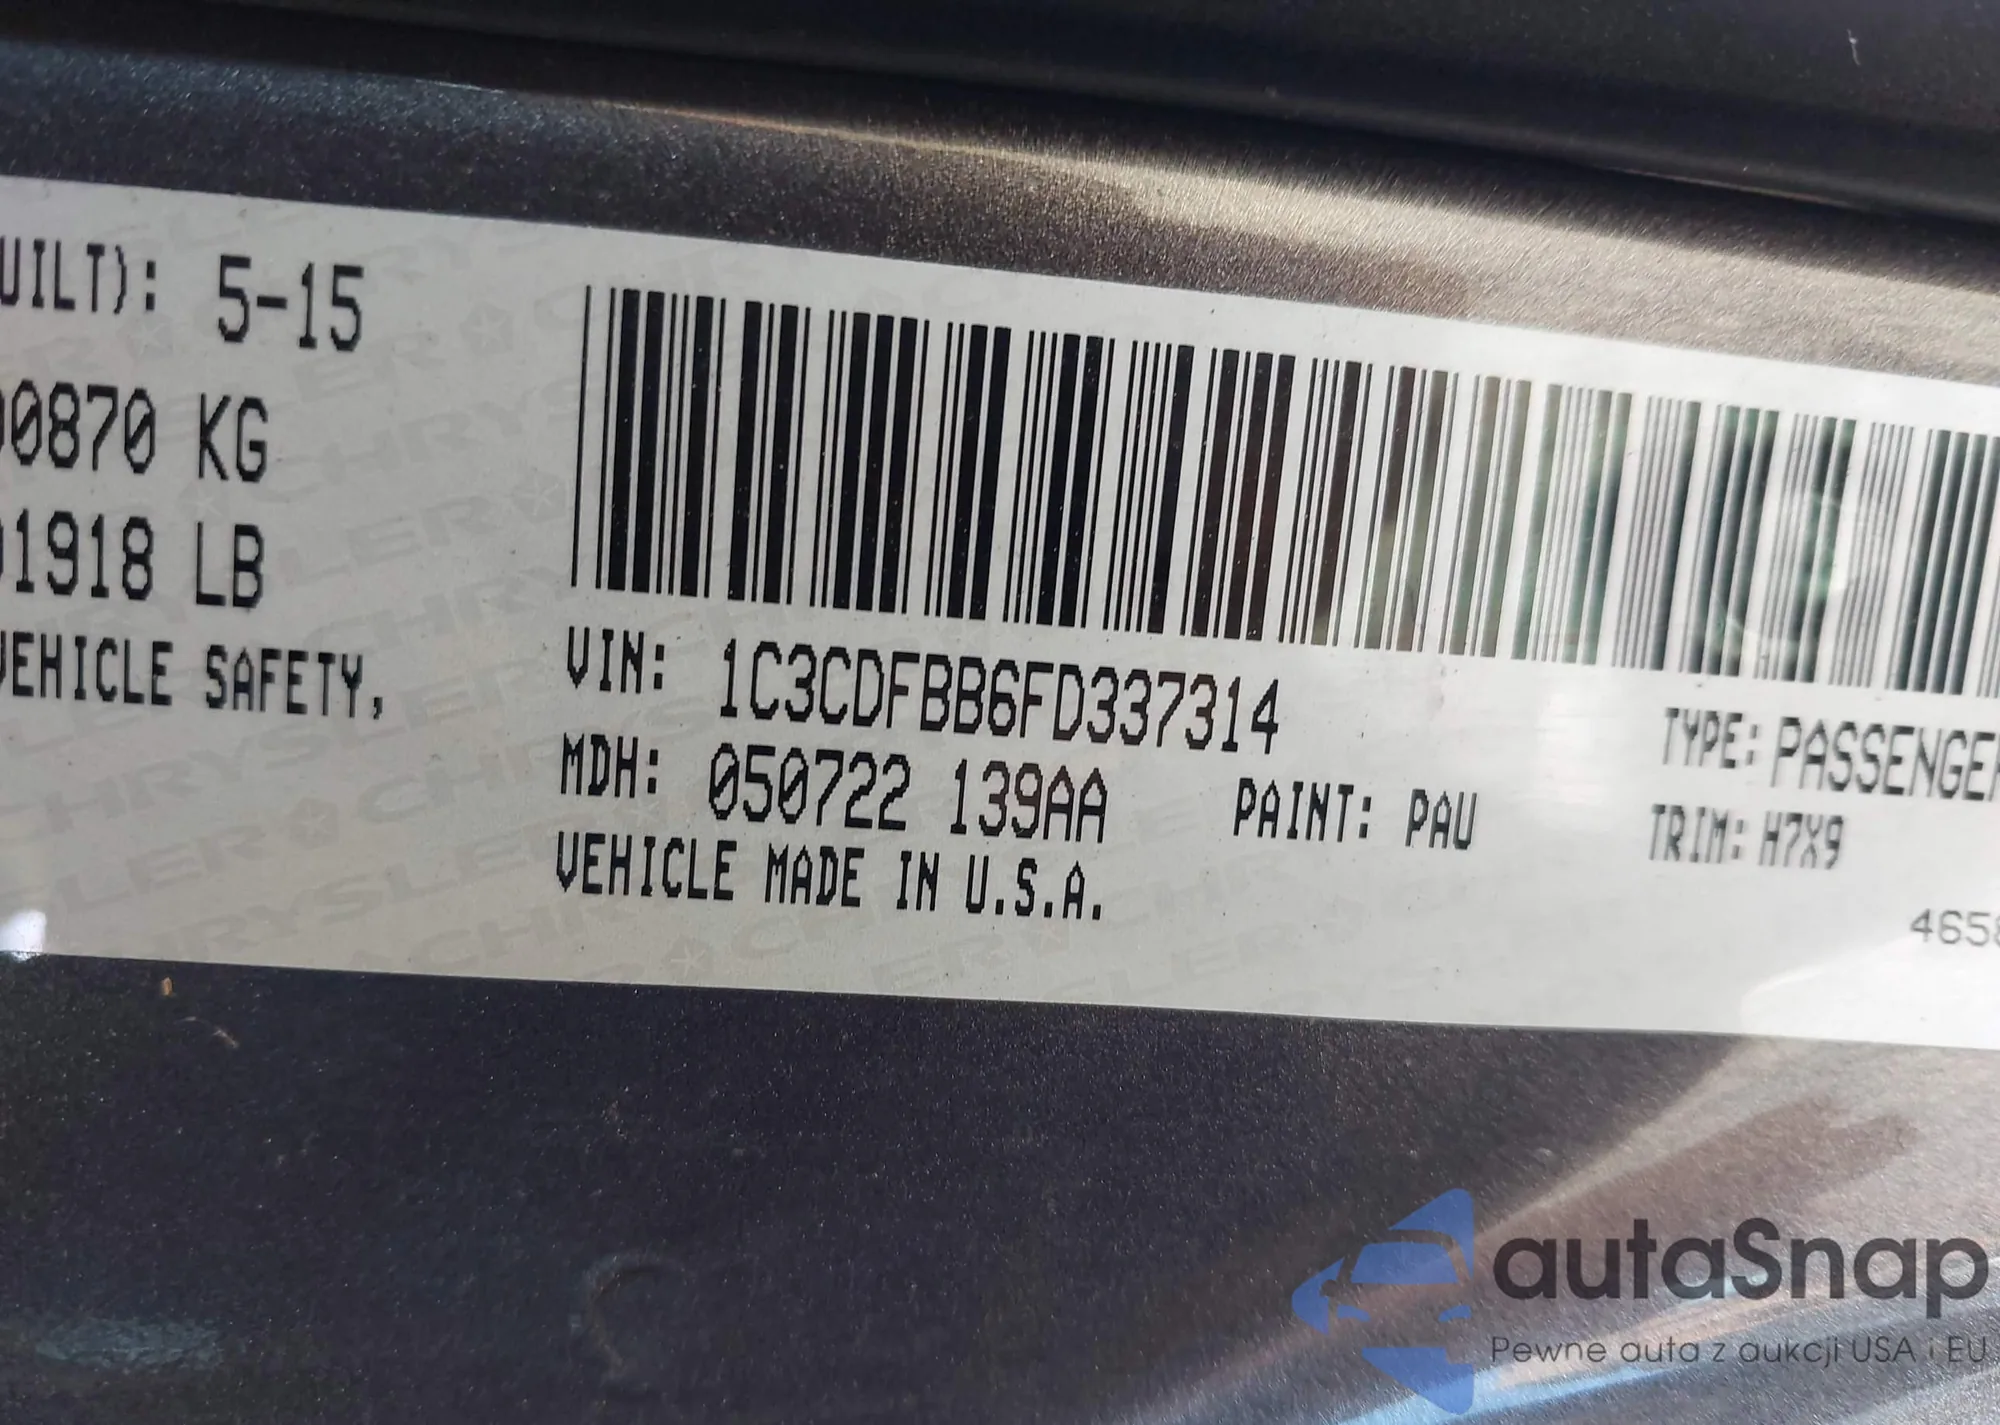 UILT): 5-15
0870 KG
1918 LB
VEHICLE SAFETY,
VIN: 1C3CDFBB6FD337314
MDH: 050722 139AA
PAINT: PAU
VEHICLE MADE IN U.S.A.
TYPE: PASSENGER
TRIM: H7X9
465
autaSnap
Pewne auta z aukcji USA i EU